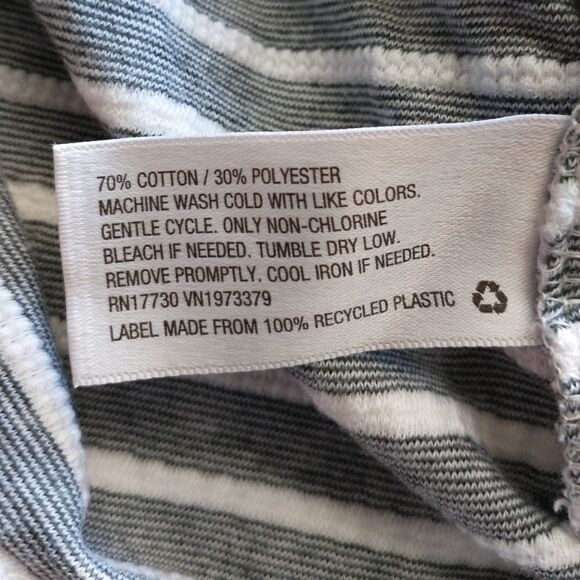 70% COTTON / 30% POLYESTER
MACHINE WASH COLD WITH LIKE COLORS.
GENTLE CYCLE. ONLY NON-CHLORINE
BLEACH IF NEEDED. TUMBLE DRY LOW.
REMOVE PROMPTLY. COOL IRON IF NEEDED.
RN17730 VN1973379
LABEL MADE FROM 100% RECYCLED PLASTIC